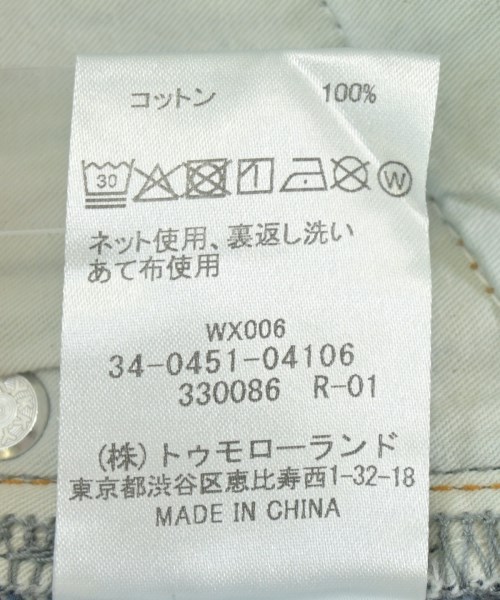 コットン 100%
30 W
ネット使用、裏返し洗い
あて布使用
WX006
34-0451-04106
330086 R-01
(株)トゥモローランド
東京都渋谷区恵比寿西1-32-18
MADE IN CHINA